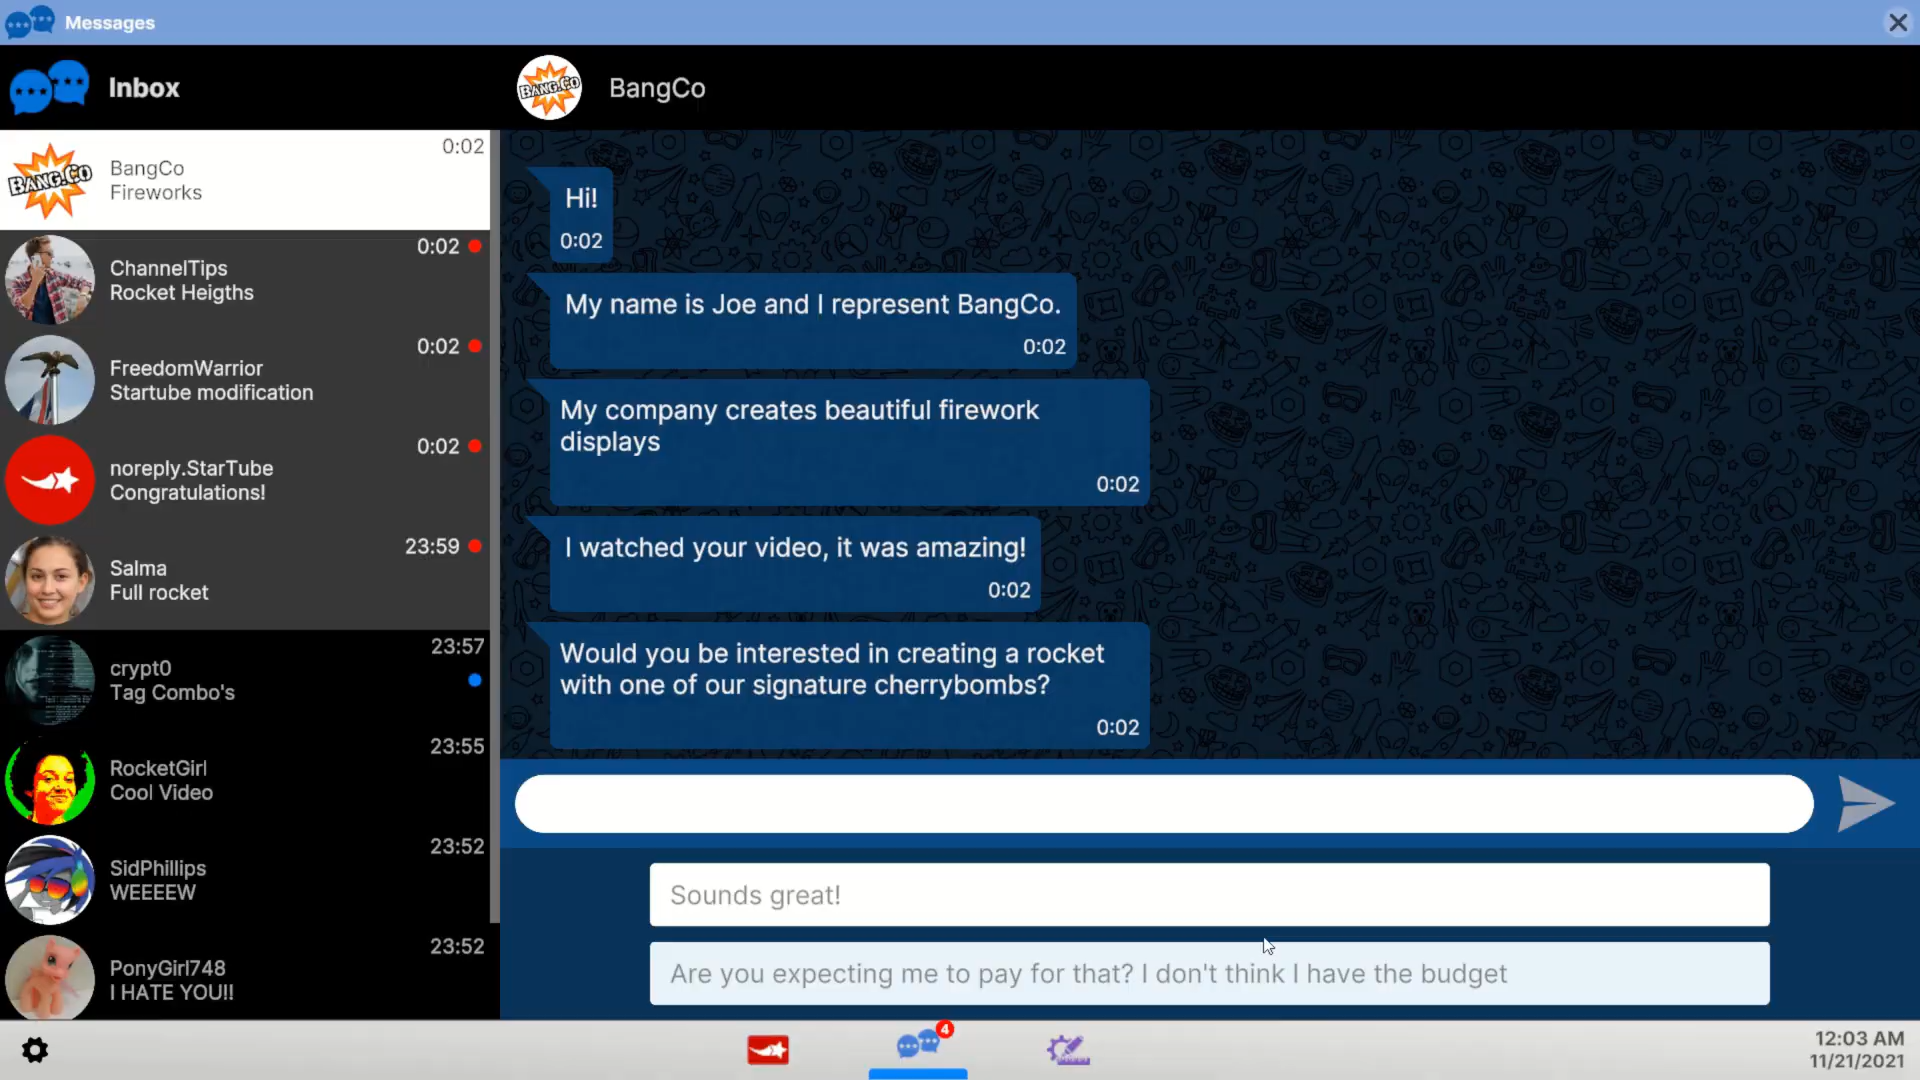 Messages
Inbox
BANG.CO
BangCo
BANG.CO
BangCo
Fireworks
0:02
ChannelTips
Rocket Heigths
0:02
FreedomWarrior
Startube modification
0:02
noreply.StarTube
Congratulations!
0:02
Salma
Full rocket
23:59
crypt0
Tag Combo's
23:57
RocketGirl
Cool Video
23:55
SidPhillips
WEEEEW
23:52
PonyGirl748
I HATE YOU!!
23:52
Hi!
0:02
My name is Joe and I represent BangCo.
0:02
My company creates beautiful firework
displays
0:02
I watched your video, it was amazing!
0:02
Would you be interested in creating a rocket
with one of our signature cherrybombs?
0:02
Sounds great!
Are you expecting me to pay for that? I don't think I have the budget
4
12:03 AM
11/21/2021